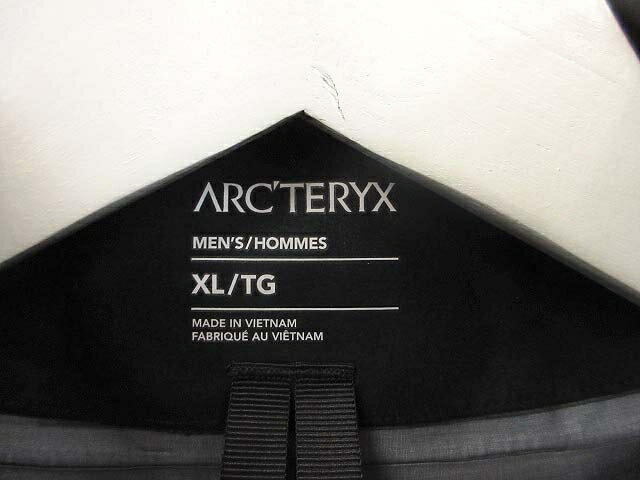 ARC'TERYX
MEN'S/HOMMES
XL/TG
MADE IN VIETNAM
FABRIQUÉ AU VIÊTNAM